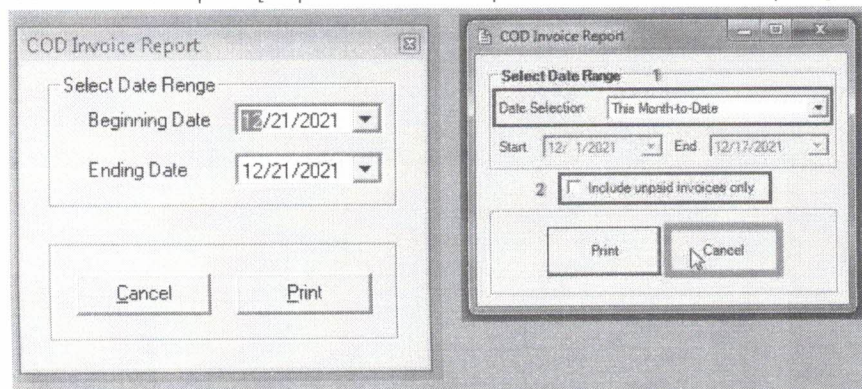 COD Invoice Report
Select Date Renge
Beginning Date 12/21/2021
Ending Date 12/21/2021
Cancel Print
COD Invoice Report
Select Date Range 1
Date Selection This Month-to-Date
Start 12/ 1/2021 End 12/17/2021
2 Include unpaid invoices only
Print Cancel